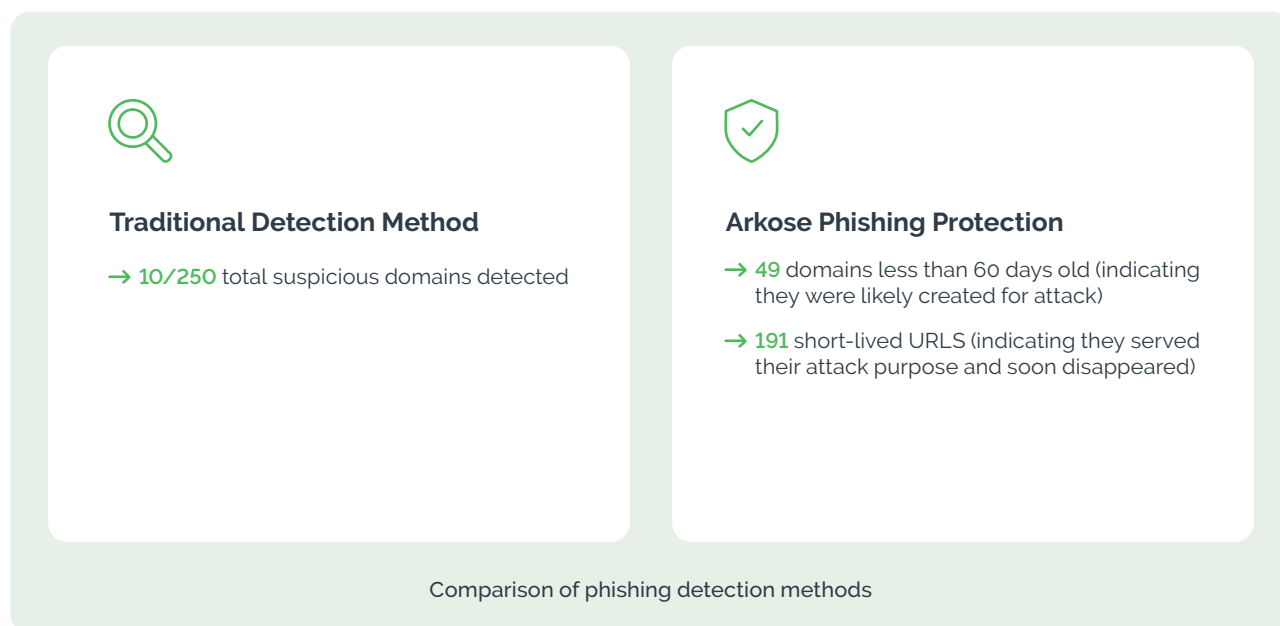 Traditional Detection Method
→ 10/250 total suspicious domains detected
Arkose Phishing Protection
→ 49 domains less than 60 days old (indicating
they were likely created for attack)
→ 191 short-lived URLS (indicating they served
their attack purpose and soon disappeared)
Comparison of phishing detection methods